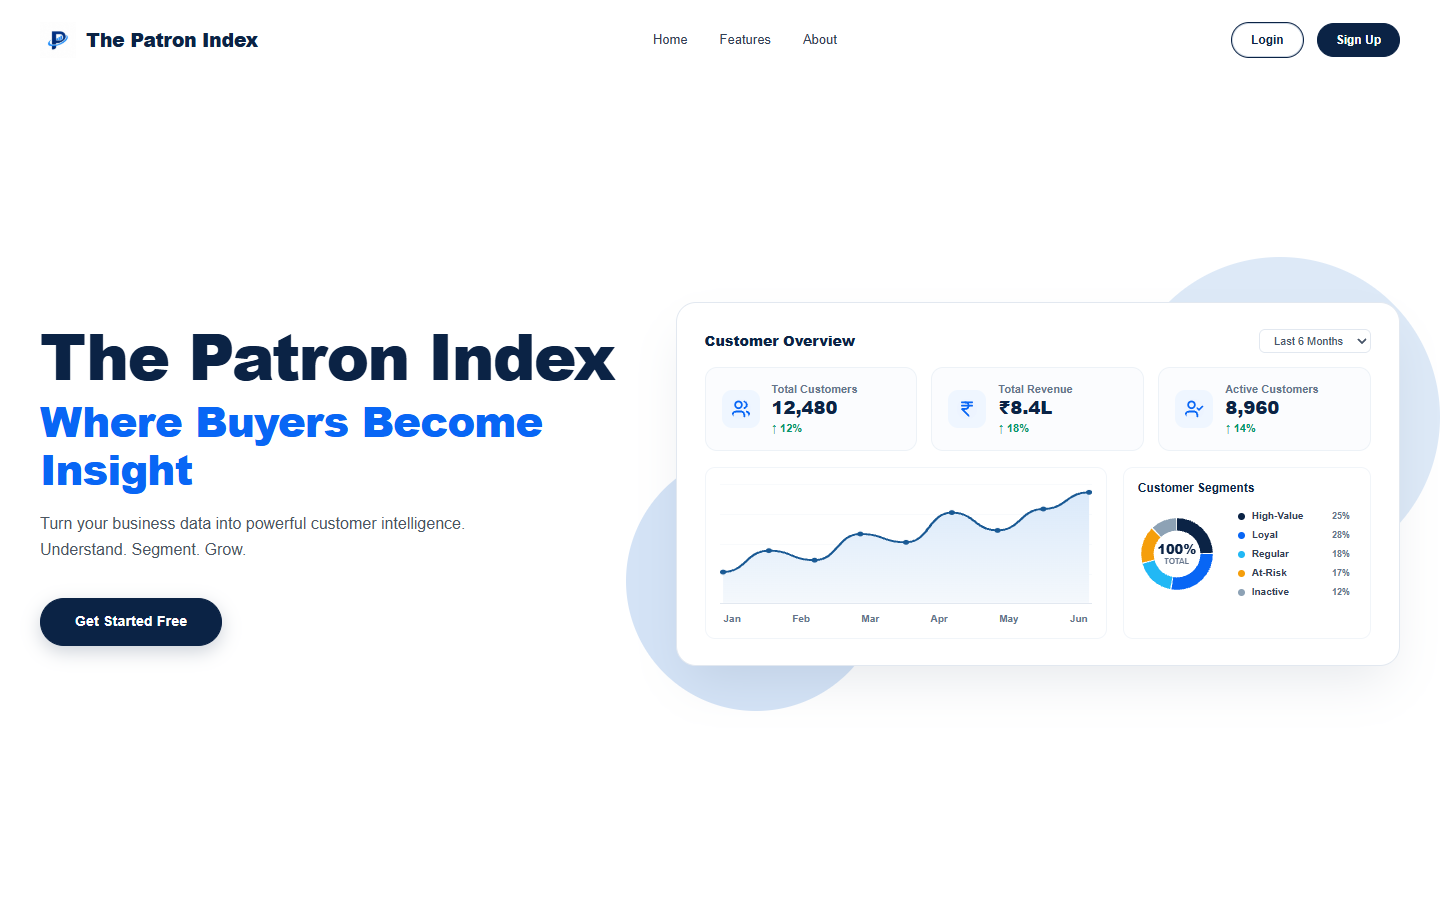 The Patron Index
Home
Features
About
Login
Sign Up
The Patron Index
Where Buyers Become
Insight
Turn your business data into powerful customer intelligence.
Understand. Segment. Grow.
Get Started Free
Customer Overview
Last 6 Months
Total Customers
12,480
↑ 12%
Total Revenue
₹8.4L
↑ 18%
Active Customers
8,960
↑ 14%
Jan
Feb
Mar
Apr
May
Jun
Customer Segments
100%
TOTAL
High-Value 25%
Loyal 28%
Regular 18%
At-Risk 17%
Inactive 12%